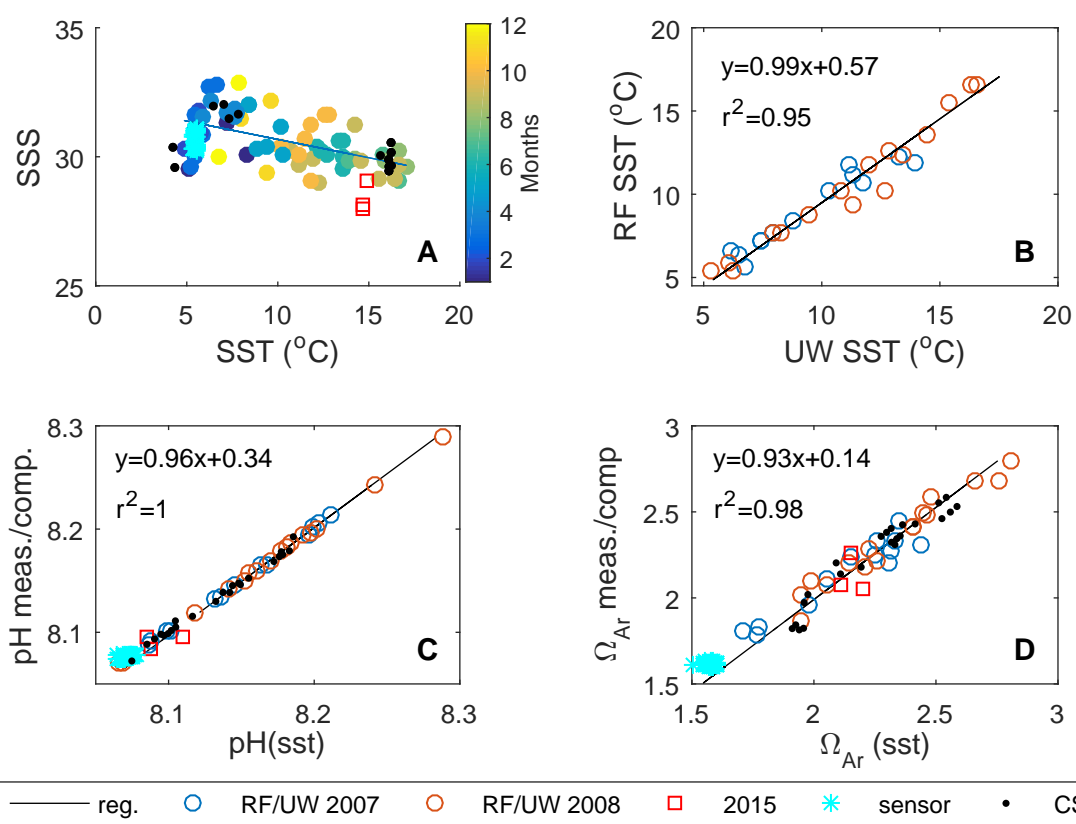 35
30
25
SSS
0 5 10 15 20
SST (°C)
A
12
10
8
6
4
2
Months
20
15
10
5
RF SST (°C)
y=0.99x+0.57
r²=0.95
B
5 10 15 20
UW SST (°C)
8.3
8.2
8.1
pH meas./comp.
y=0.96x+0.34
r²=1
C
8.1 8.2 8.3
pH(sst)
3
2.5
2
1.5
Ω_Ar meas./comp
y=0.93x+0.14
r²=0.98
D
1.5 2 2.5 3
Ω_Ar (sst)
reg. RF/UW 2007 RF/UW 2008 2015 sensor CS